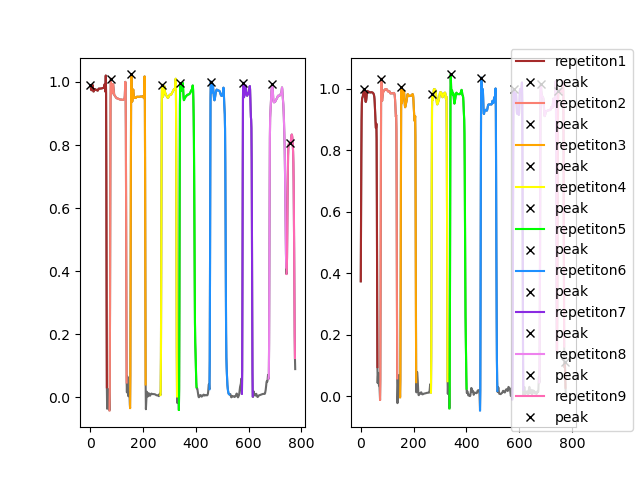 1.0
0.8
0.6
0.4
0.2
0.0
0 200 400 600 800
1.0
0.8
0.6
0.4
0.2
0.0
0 200 400 600 800
repetiton1
peak
repetiton2
peak
repetiton3
peak
repetiton4
peak
repetiton5
peak
repetiton6
peak
repetiton7
peak
repetiton8
peak
repetiton9
peak